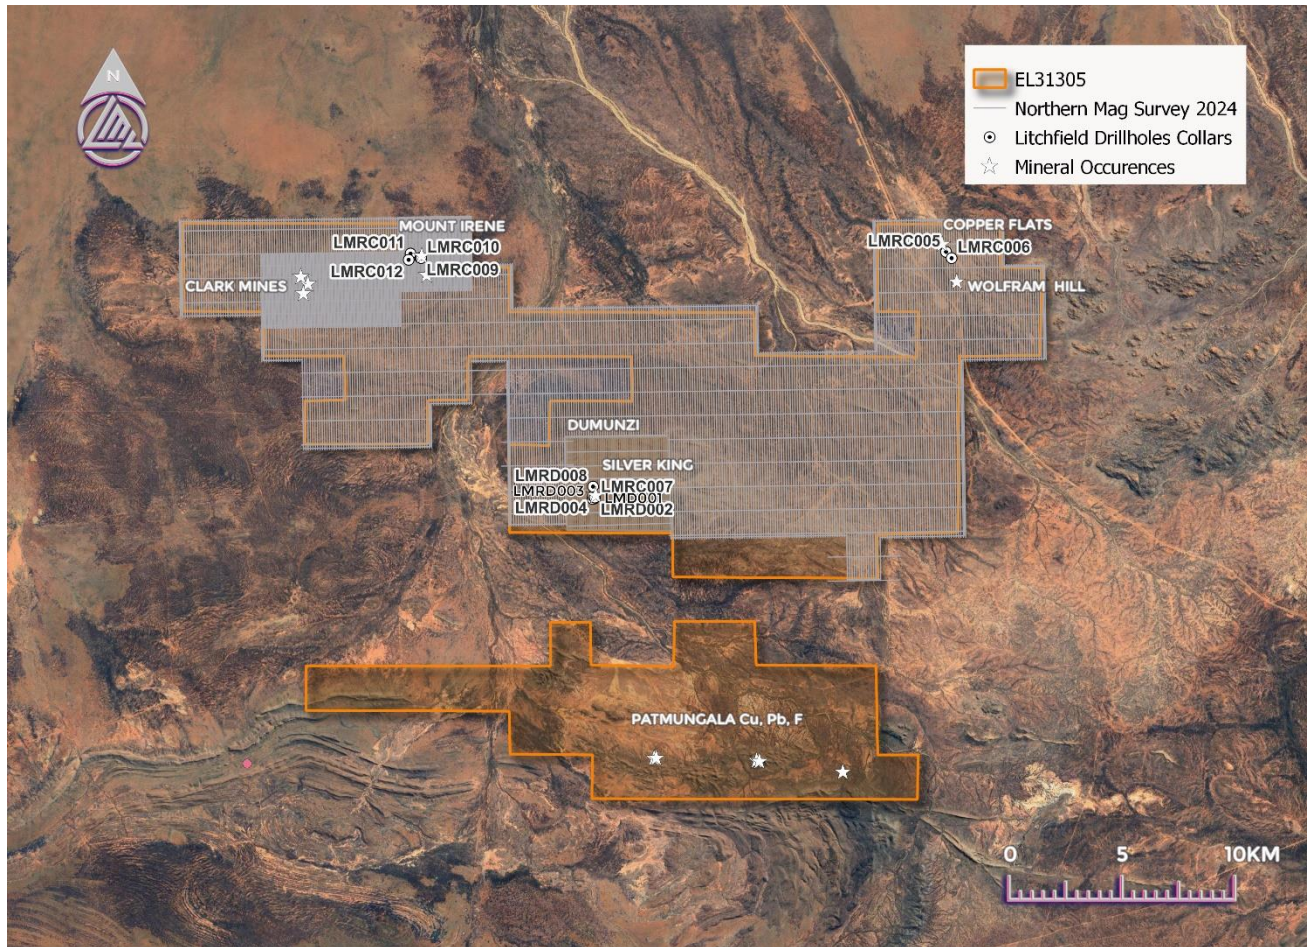 N
EL31305
Northern Mag Survey 2024
Litchfield Drillholes Collars
Mineral Occurences
MOUNT IRENE
LMRC011
LMRC010
LMRC012
LMRC009
CLARK MINES
COPPER FLATS
LMRC005
LMRC006
WOLFRAM HILL
DUMUNZI
SILVER KING
LMRD008
LMRC007
LMRD003
LMD001
LMRD004
LMRD002
PATMUNGALA Cu, Pb, F
0 5 10KM